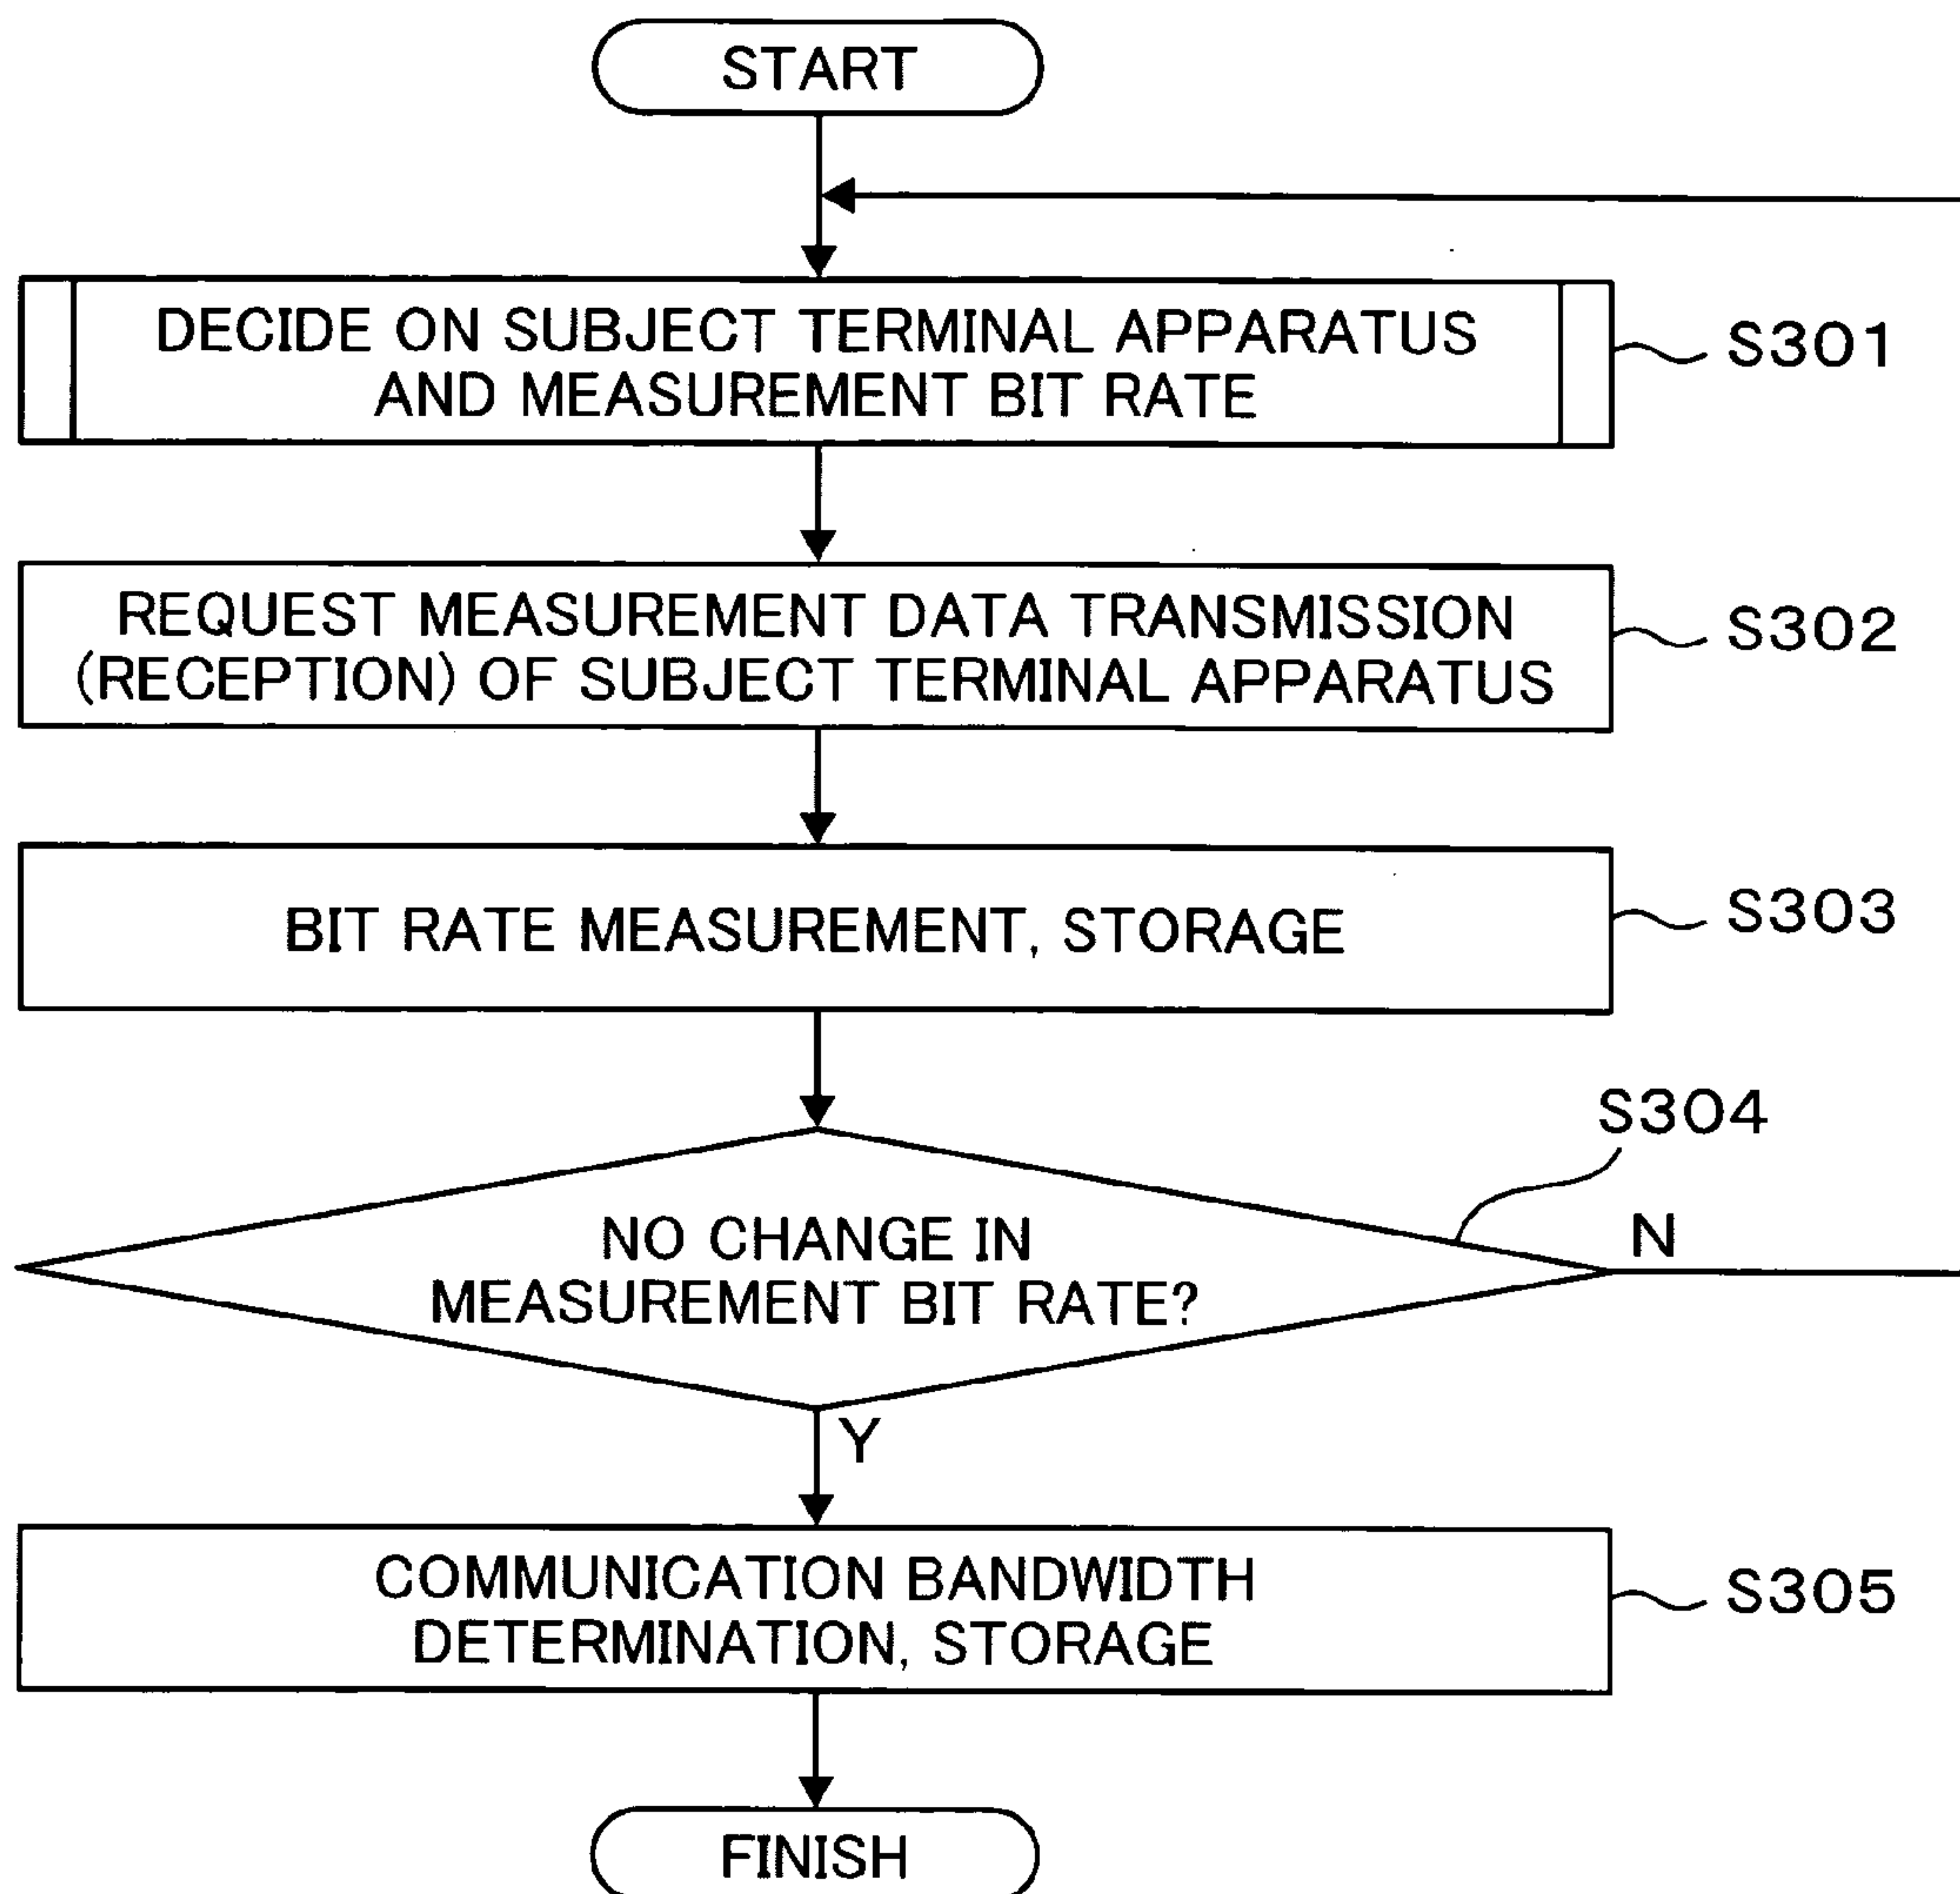 START
DECIDE ON SUBJECT TERMINAL APPARATUS
AND MEASUREMENT BIT RATE
S301
REQUEST MEASUREMENT DATA TRANSMISSION
(RECEPTION) OF SUBJECT TERMINAL APPARATUS
S302
BIT RATE MEASUREMENT, STORAGE
S303
S304
NO CHANGE IN
MEASUREMENT BIT RATE?
N
Y
COMMUNICATION BANDWIDTH
DETERMINATION, STORAGE
S305
FINISH